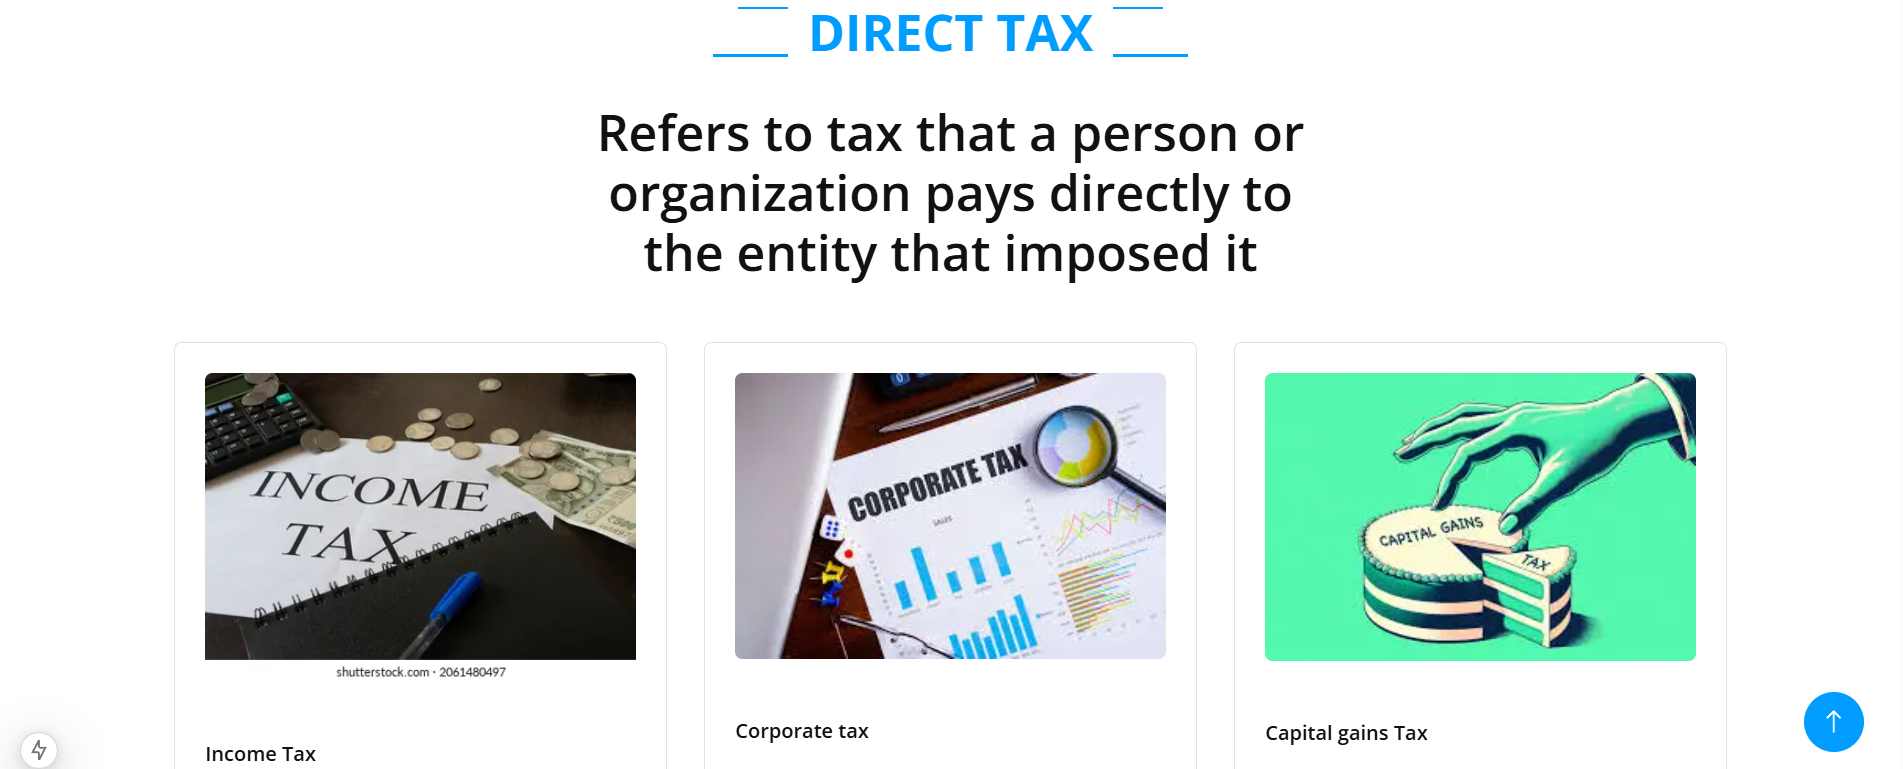 DIRECT TAX
Refers to tax that a person or
organization pays directly to
the entity that imposed it
INCOME
TAX
shutterstock.com · 2061480497
Income Tax
CORPORATE TAX
SALES
Corporate tax
CAPITAL GAINS
TAX
Capital gains Tax